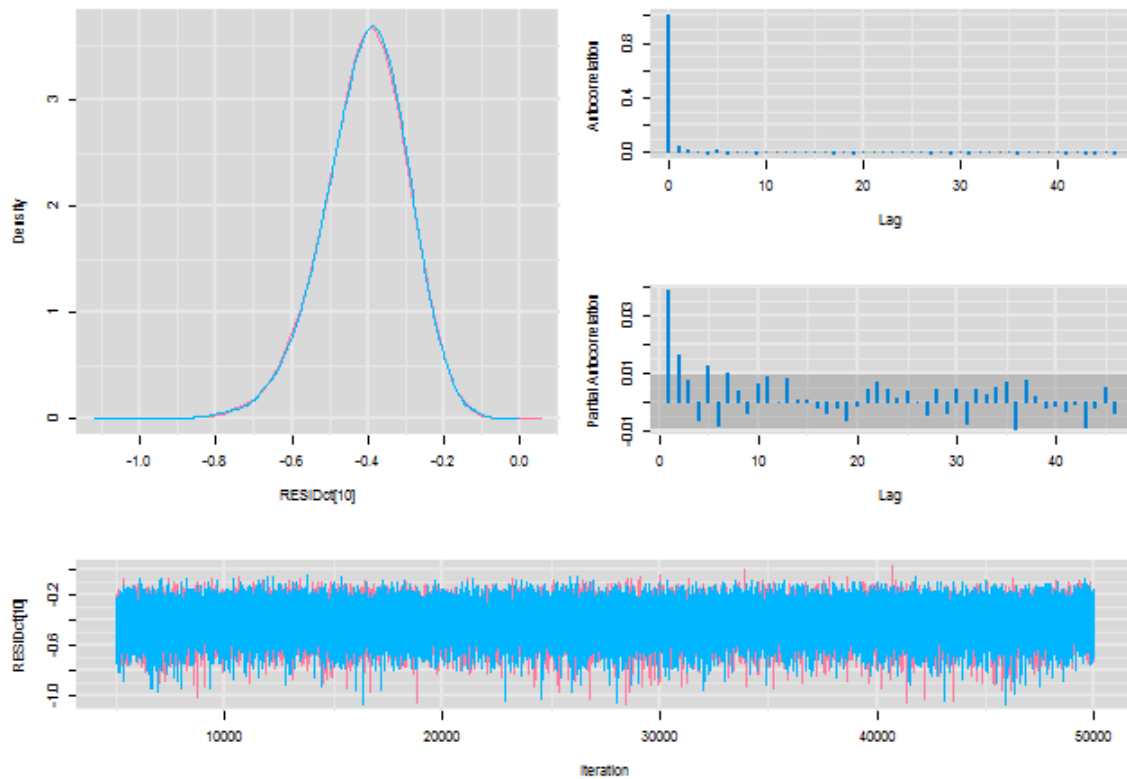 Density
3
2
1
0
-1.0 -0.8 -0.6 -0.4 -0.2 0.0
RESIDct[10]
Autocorrelation
0.8
0.4
0.0
0 10 20 30 40
Lag
Partial Autocorrelation
0.03
0.01
-0.01
0 10 20 30 40
Lag
RESIDct[10]
-0.2
-0.6
-1.0
10000 20000 30000 40000 50000
Iteration